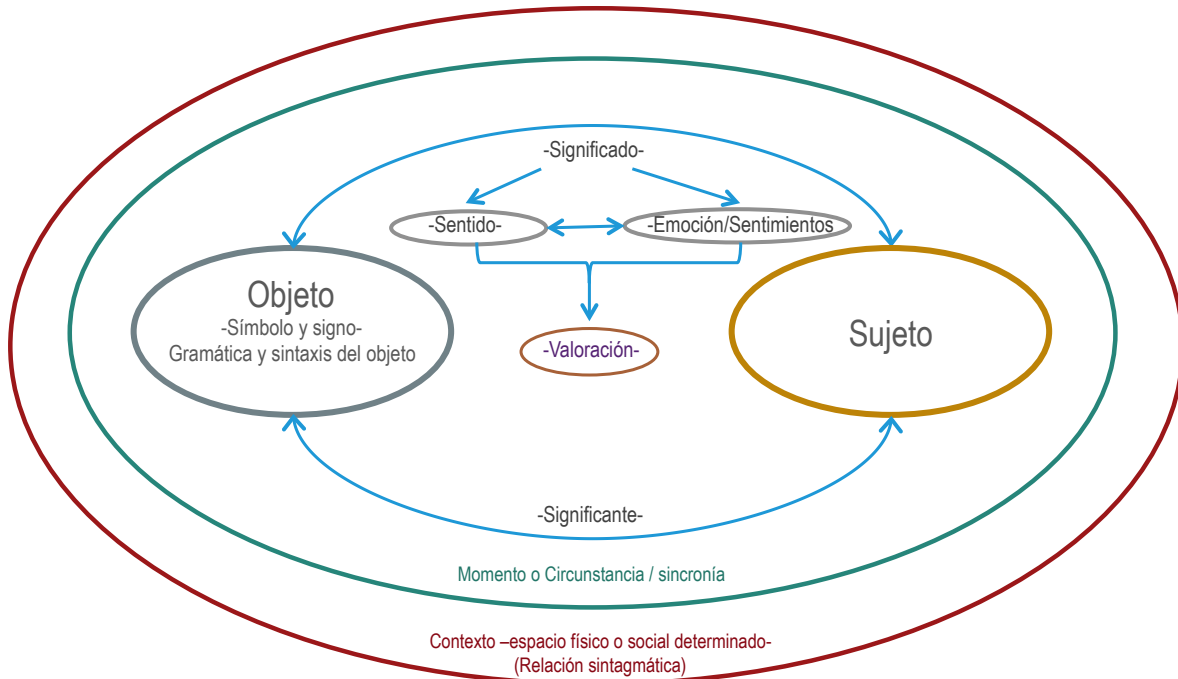 -Significado-
-Sentido-
-Emoción/Sentimientos
Objeto
-Símbolo y signo-
Gramática y sintaxis del objeto
-Valoración-
Sujeto
-Significante-
Momento o Circunstancia / sincronía
Contexto –espacio físico o social determinado-
(Relación sintagmática)